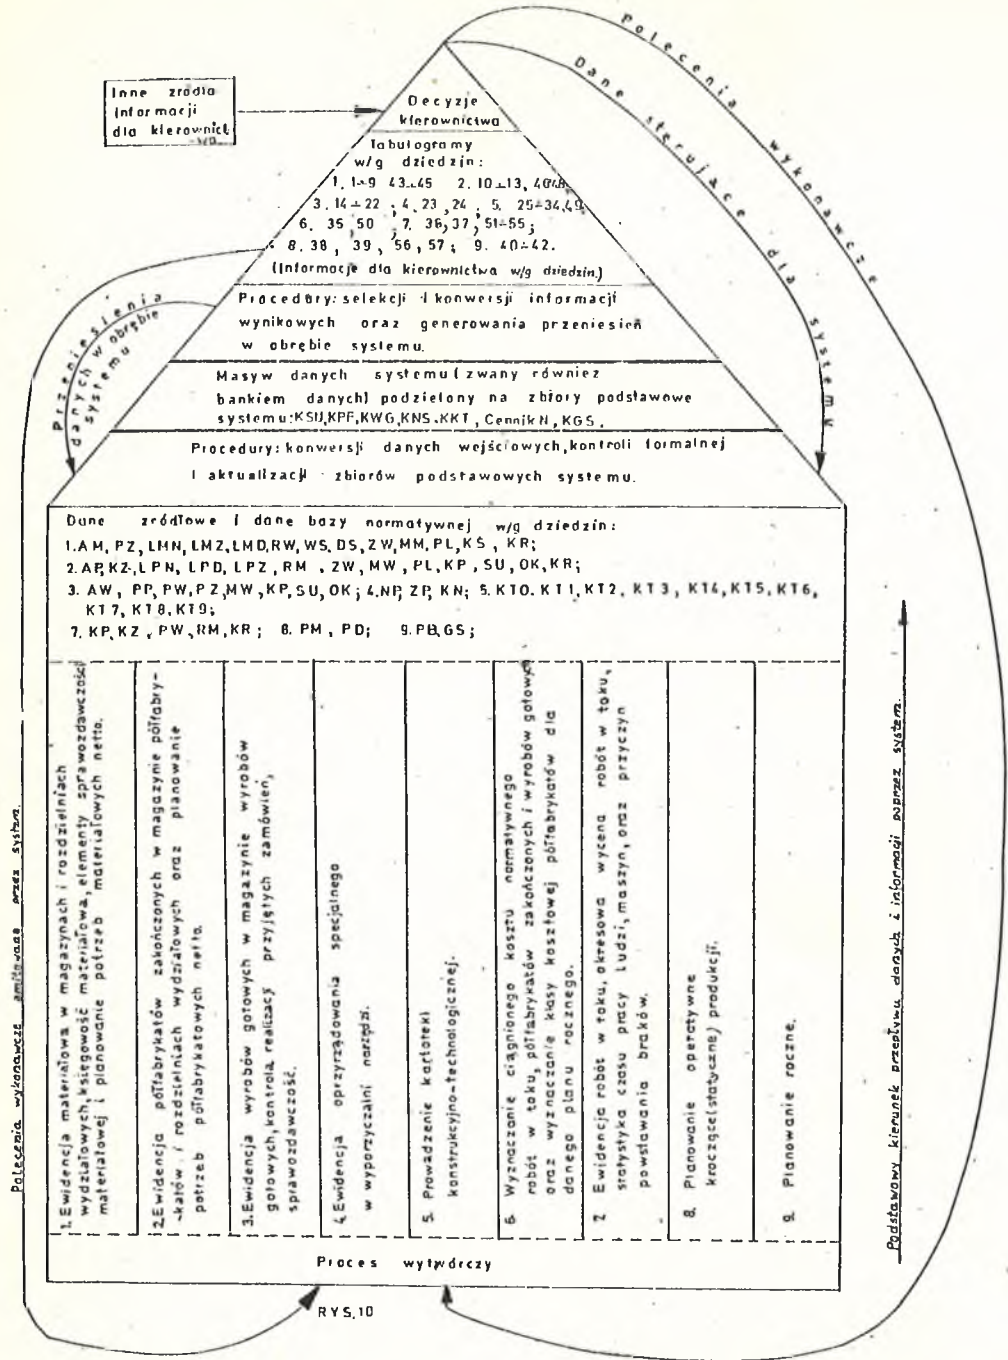 Polecenia wykonawcze
Dane sterujące dla systemu
Inne zrodła
Informacji
dla kierownict
wa
Decyzje
kierownictwa
Tabulogramy
w/g dziedzin:
1. 1÷9 43÷45 2. 10÷13, 46÷48
3. 14÷22 ; 4. 23 , 24 ; 5. 25÷34,49
6. 35 , 50 ; 7. 36,37 , 51÷55 ;
8. 38 , 39 , 56 , 57 ; 9. 40÷42.
(Informacje dla kierownictwa w/g dziedzin.)
Przeniesienia
danych w obrębie
systemu
Procedury: selekcji i konwersji informacji
wynikowych oraz generowania przeniesień
w obrębie systemu.
Masyw danych systemu (zwany również
bankiem danych) podzielony na zbiory podstawowe
systemu: KSU, KPF, KWG, KNS, KKT, Cennik N, KGS.
Procedury: konwersji danych wejściowych, kontroli formalnej
i aktualizacji zbiorów podstawowych systemu.
Dane zródłowe i dane bazy normatywnej w/g dziedzin:
1. AM, PZ, LMN, LMZ, LMD, RW, WS, DS, ZW, MM, PL, KS, KR;
2. AP, KZ, LPN, LPD, LPZ, RM, ZW, MW, PL, KP, SU, OK, KR;
3. AW, PP, PW, PZ, MW, KP, SU, OK; 4. NP, ZP, KN; 5. KT0. KT1, KT2, KT3, KT4, KT5, KT6,
KT7, KT8, KT9;
7. KP, KZ, PW, RM, KR; 8. PM, PD; 9. PB, GS;
1. Ewidencja materiałowa w magazynach i rozdzielniach
wydziałowych, księgowość materiałowa, elementy sprawozdawczości
materiałowej i planowanie potrzeb materiałowych netto.
2. Ewidencja półfabrykatów zakończonych w magazynie półfabry-
-katów i rozdzielniach wydziałowych oraz planowanie
potrzeb półfabrykatowych netto.
3. Ewidencja wyrobów gotowych w magazynie wyrobów
gotowych, kontrola realizacji przyjętych zamówień,
sprawozdawczość.
4. Ewidencja oprzyrządowania specjalnego
w wyporzyczalni narzędzi.
5. Prowadzenie kartoteki
konstrukcyjno-technologicznej.
6. Wyznaczanie ciągnionego kosztu normatywnego
robót w toku, półfabrykatów zakończonych i wyrobów gotowych
oraz wyznaczanie klasy kosztowej półfabrykatów dla
danego planu rocznego.
7. Ewidencja robót w toku, okresowa wycena robót w toku,
statystyka czasu pracy ludzi, maszyn, oraz przyczyn
powstawania braków.
8. Planowanie operatywne
kroczące (statycznej) produkcji.
9. Planowanie roczne.
Proces wytwórczy
Polecenia wykonawcze emitowane przez system.
Podstawowy kierunek przepływu danych i informacji poprzez system.
RYS. 10